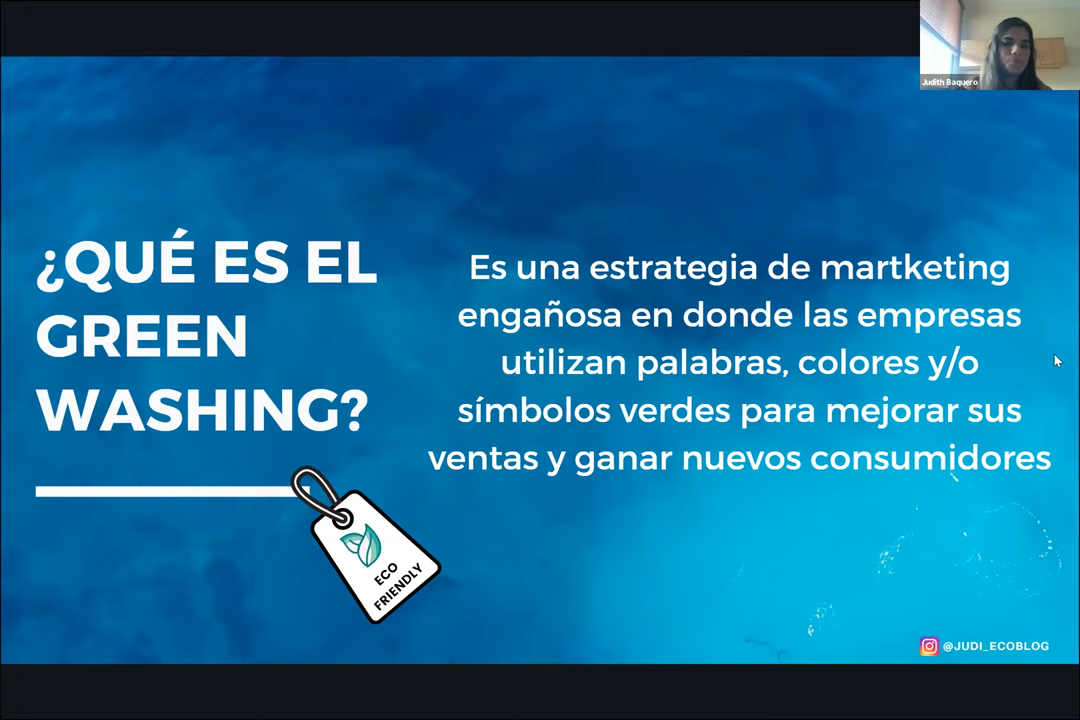 Judith Baquero
¿QUÉ ES EL
GREEN
WASHING?
Es una estrategia de martketing
engañosa en donde las empresas
utilizan palabras, colores y/o
símbolos verdes para mejorar sus
ventas y ganar nuevos consumidores
ECO
FRIENDLY
@JUDI_ECOBLOG